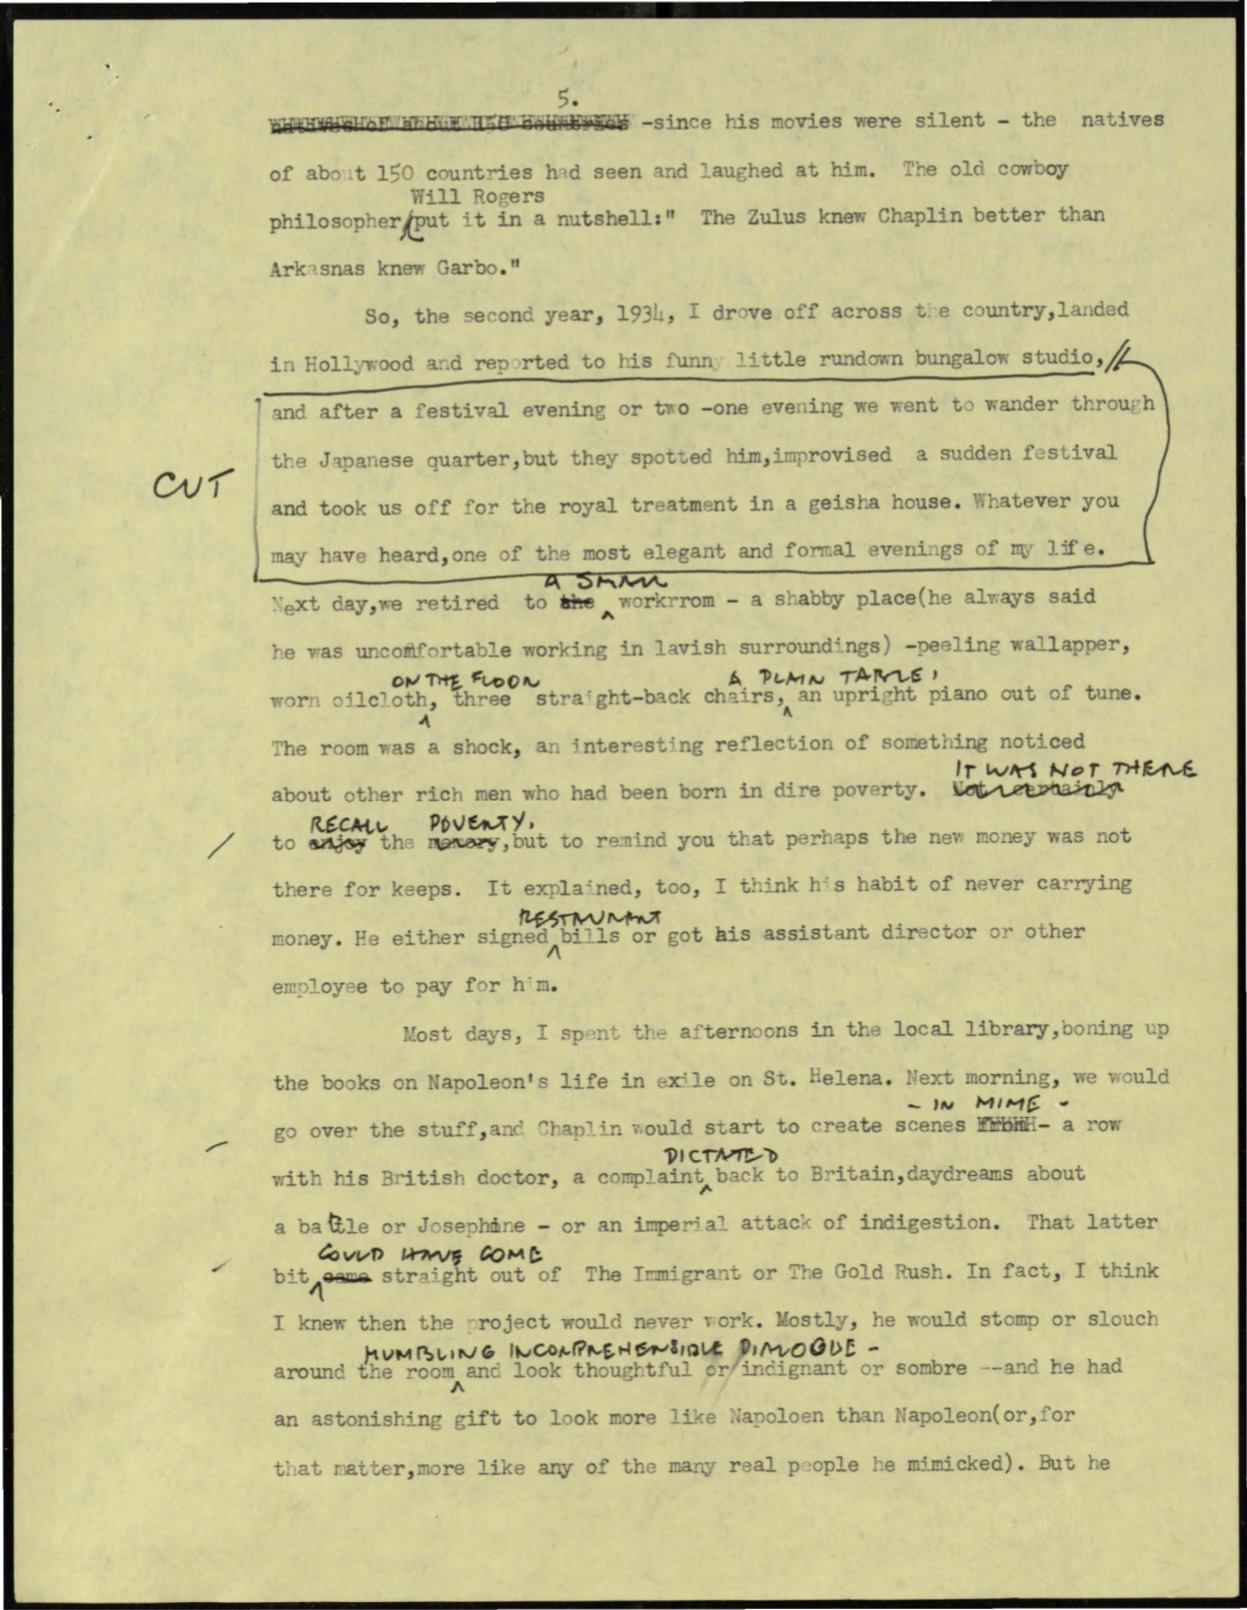 5.
-since his movies were silent - the natives
of about 150 countries had seen and laughed at him. The old cowboy
Will Rogers
philosopher/put it in a nutshell:" The Zulus knew Chaplin better than
Arkasnas knew Garbo."
So, the second year, 1934, I drove off across the country,landed
in Hollywood and reported to his funny little rundown bungalow studio, //
and after a festival evening or two -one evening we went to wander through
the Japanese quarter,but they spotted him,improvised a sudden festival
CUT
and took us off for the royal treatment in a geisha house. Whatever you
may have heard,one of the most elegant and formal evenings of my life.
A SMALL
Next day,we retired to the workrrom - a shabby place(he always said
he was uncomfortable working in lavish surroundings) -peeling wallapper,
ON THE FLOOR A PLAIN TABLE,
worn oilcloth, three straight-back chairs, an upright piano out of tune.
The room was a shock, an interesting reflection of something noticed
IT WAS NOT THERE
about other rich men who had been born in dire poverty. Not certainly
RECALL POVERTY,
to enjoy the memory,but to remind you that perhaps the new money was not
there for keeps. It explained, too, I think his habit of never carrying
RESTAURANT
money. He either signed bills or got his assistant director or other
employee to pay for him.
Most days, I spent the afternoons in the local library,boning up
the books on Napoleon's life in exile on St. Helena. Next morning, we would
- IN MIME -
go over the stuff,and Chaplin would start to create scenes - a row
DICTATED
with his British doctor, a complaint back to Britain,daydreams about
a battle or Josephine - or an imperial attack of indigestion. That latter
COULD HAVE COME
bit came straight out of The Immigrant or The Gold Rush. In fact, I think
I knew then the project would never work. Mostly, he would stomp or slouch
MUMBLING INCOMPREHENSIBLE DIALOGUE -
around the room and look thoughtful or indignant or sombre --and he had
an astonishing gift to look more like Napoloen than Napoleon(or,for
that matter,more like any of the many real people he mimicked). But he